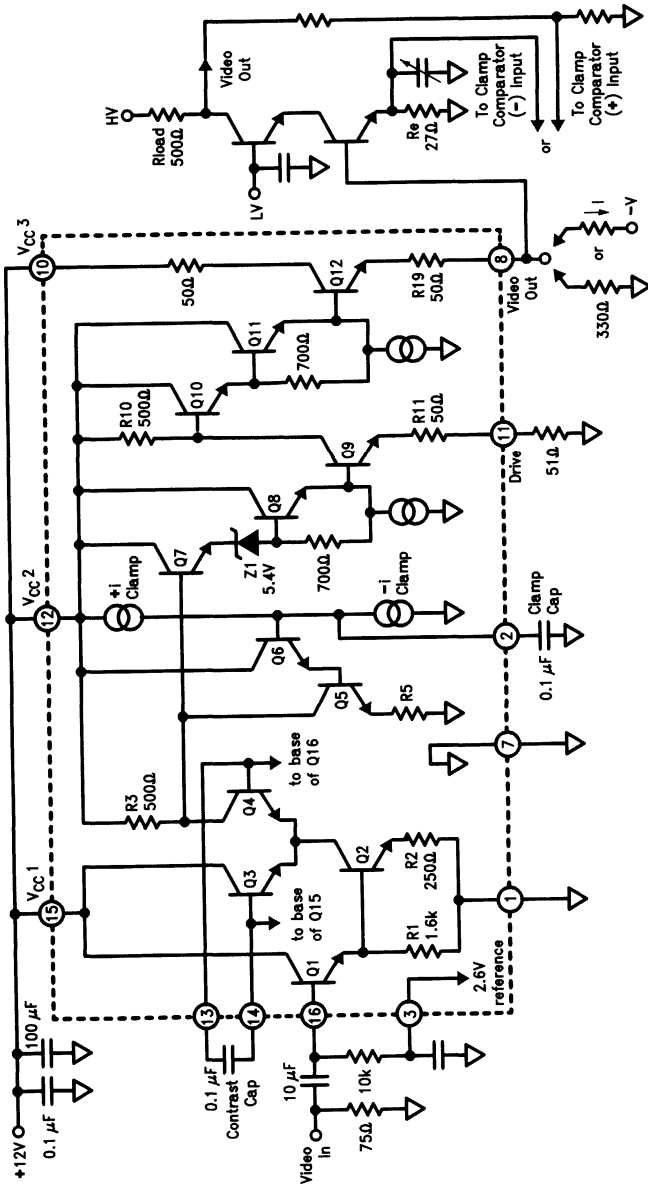 +12V
0.1 μF
100 μF
VCC1
15
VCC2
12
VCC3
10
0.1 μF
Contrast
Cap
13
14
Video
In
75Ω
10 μF
10k
16
3
2.6V
reference
Q1
R1
1.6k
Q2
R2
250Ω
1
Q3
Q4
to base
of Q15
to base
of Q16
R3
500Ω
7
Q5
R5
Q6
+i
Clamp
-i
Clamp
2
Clamp
Cap
0.1 μF
Q7
Z1
5.4V
Q8
700Ω
Q9
R10
500Ω
R11
50Ω
11
Drive
51Ω
Q10
Q11
700Ω
50Ω
Q12
R19
50Ω
8
Video
Out
330Ω
or
I
-V
HV
Rload
500Ω
Video
Out
LV
Re
27Ω
To Clamp
Comparator
(-) Input
or
To Clamp
Comparator
(+) Input